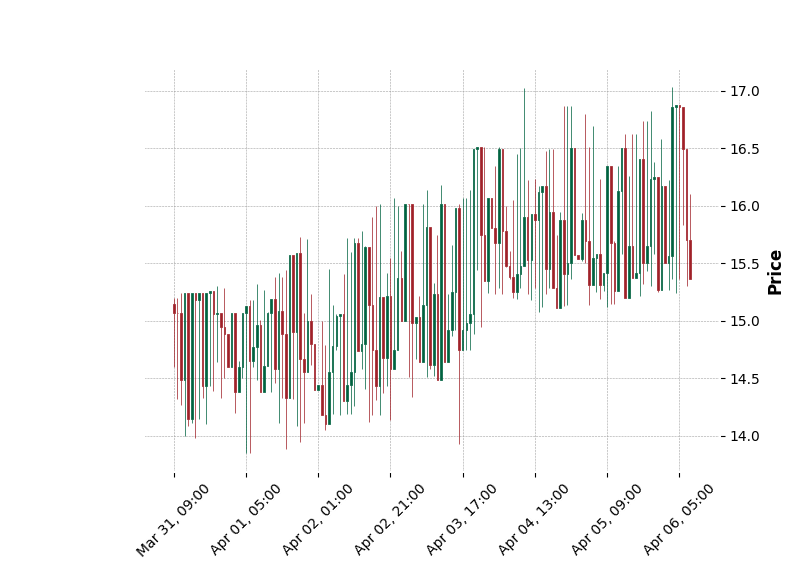 17.0
16.5
16.0
15.5
15.0
14.5
14.0
Price
Mar 31, 09:00
Apr 01, 05:00
Apr 02, 01:00
Apr 02, 21:00
Apr 03, 17:00
Apr 04, 13:00
Apr 05, 09:00
Apr 06, 05:00